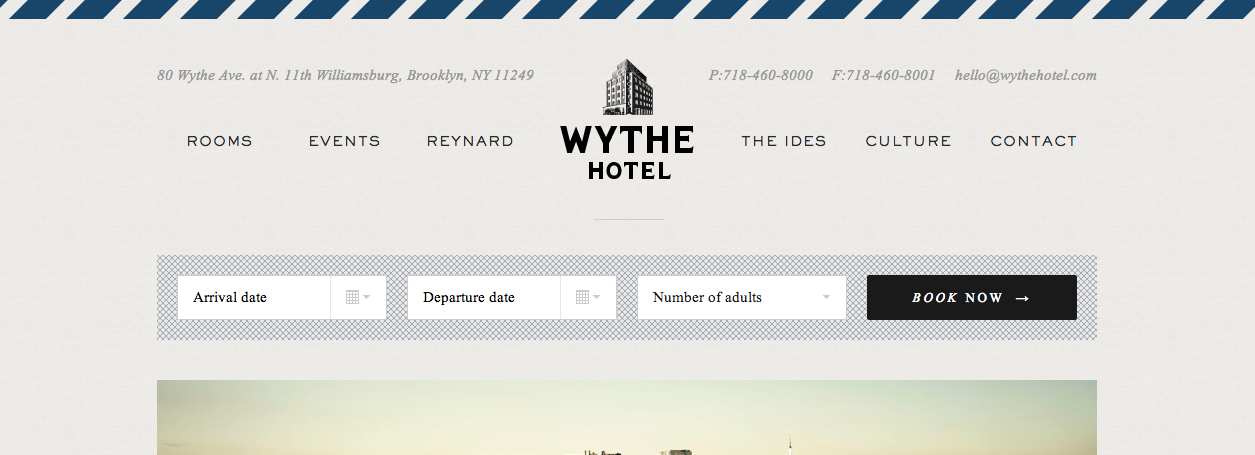 80 Wythe Ave. at N. 11th Williamsburg, Brooklyn, NY 11249
P:718-460-8000 F:718-460-8001 hello@wythehotel.com
ROOMS EVENTS REYNARD
WYTHE
HOTEL
THE IDES CULTURE CONTACT
Arrival date
Departure date
Number of adults
BOOK NOW →